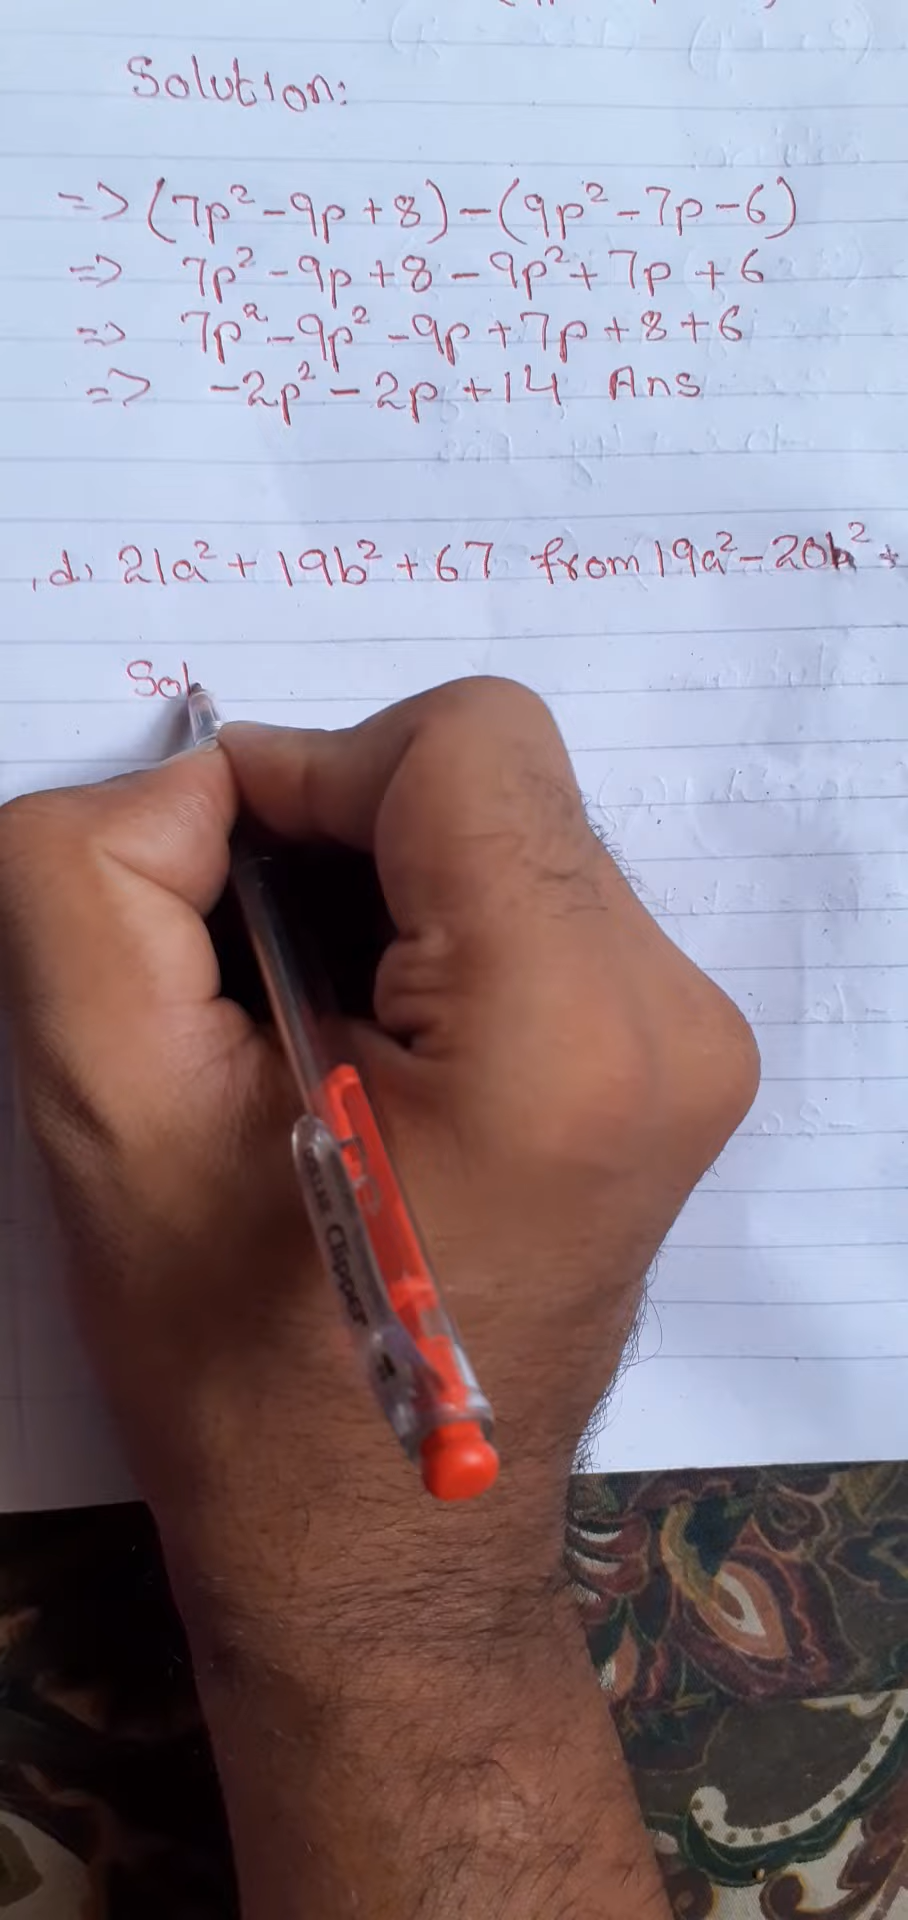 Solution:
=> (7p² - 9p + 8) - (9p² - 7p - 6)
=> 7p² - 9p + 8 - 9p² + 7p + 6
=> 7p² - 9p² - 9p + 7p + 8 + 6
=> -2p² - 2p + 14 Ans
d. 21a² + 19b² + 67 from 19a² - 20b² +
Sol
Clipper